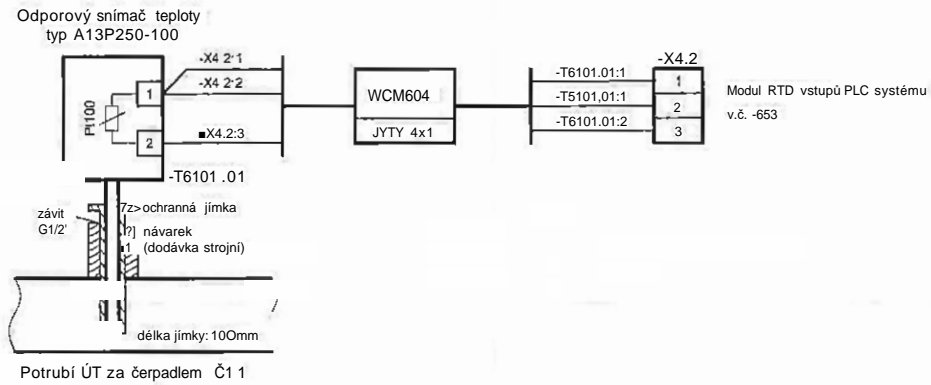 Odporový snímač teploty
typ A13P250-100
-X4 2:1
-X4 2:2
■X4.2:3
1
2
Pt100
-T6101 .01
WCM604
JYTY 4x1
-X4.2
-T6101.01:1
1
-T5101,01:1
2
-T6101.01:2
3
Modul RTD vstupů PLC systému
v.č. -653
závit
G1/2'
7z>ochranná jímka
?] návarek
■1 (dodávka strojní)
délka jímky: 100mm
Potrubí ÚT za čerpadlem Č1 1